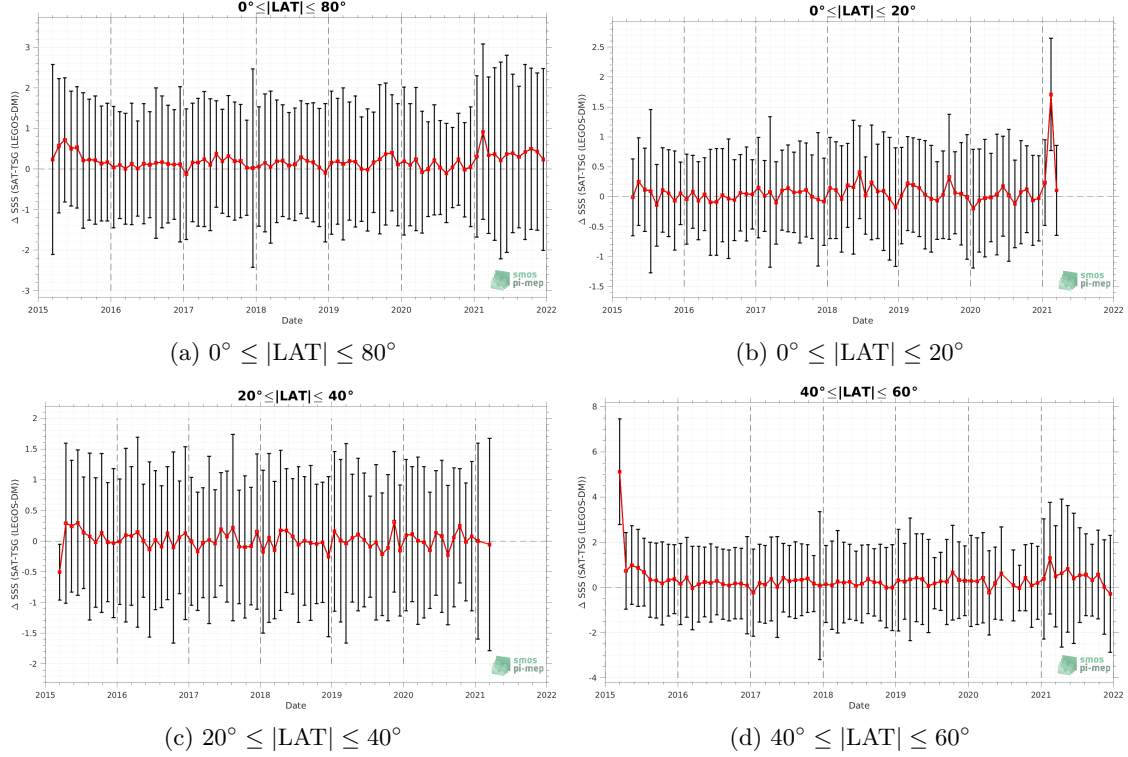 0°≤|LAT|≤ 80°
Δ SSS (SAT-TSG (LEGOS-DM))
3
2
1
0
-1
-2
-3
2015 2016 2017 2018 2019 2020 2021 2022
Date
smos
pi-mep
(a) 0° ≤ |LAT| ≤ 80°
0°≤|LAT|≤ 20°
Δ SSS (SAT-TSG (LEGOS-DM))
2.5
2
1.5
1
0.5
0
-0.5
-1
-1.5
2015 2016 2017 2018 2019 2020 2021 2022
Date
smos
pi-mep
(b) 0° ≤ |LAT| ≤ 20°
20°≤|LAT|≤ 40°
Δ SSS (SAT-TSG (LEGOS-DM))
2
1.5
1
0.5
0
-0.5
-1
-1.5
-2
2015 2016 2017 2018 2019 2020 2021 2022
Date
smos
pi-mep
(c) 20° ≤ |LAT| ≤ 40°
40°≤|LAT|≤ 60°
Δ SSS (SAT-TSG (LEGOS-DM))
8
6
4
2
0
-2
-4
2015 2016 2017 2018 2019 2020 2021 2022
Date
smos
pi-mep
(d) 40° ≤ |LAT| ≤ 60°